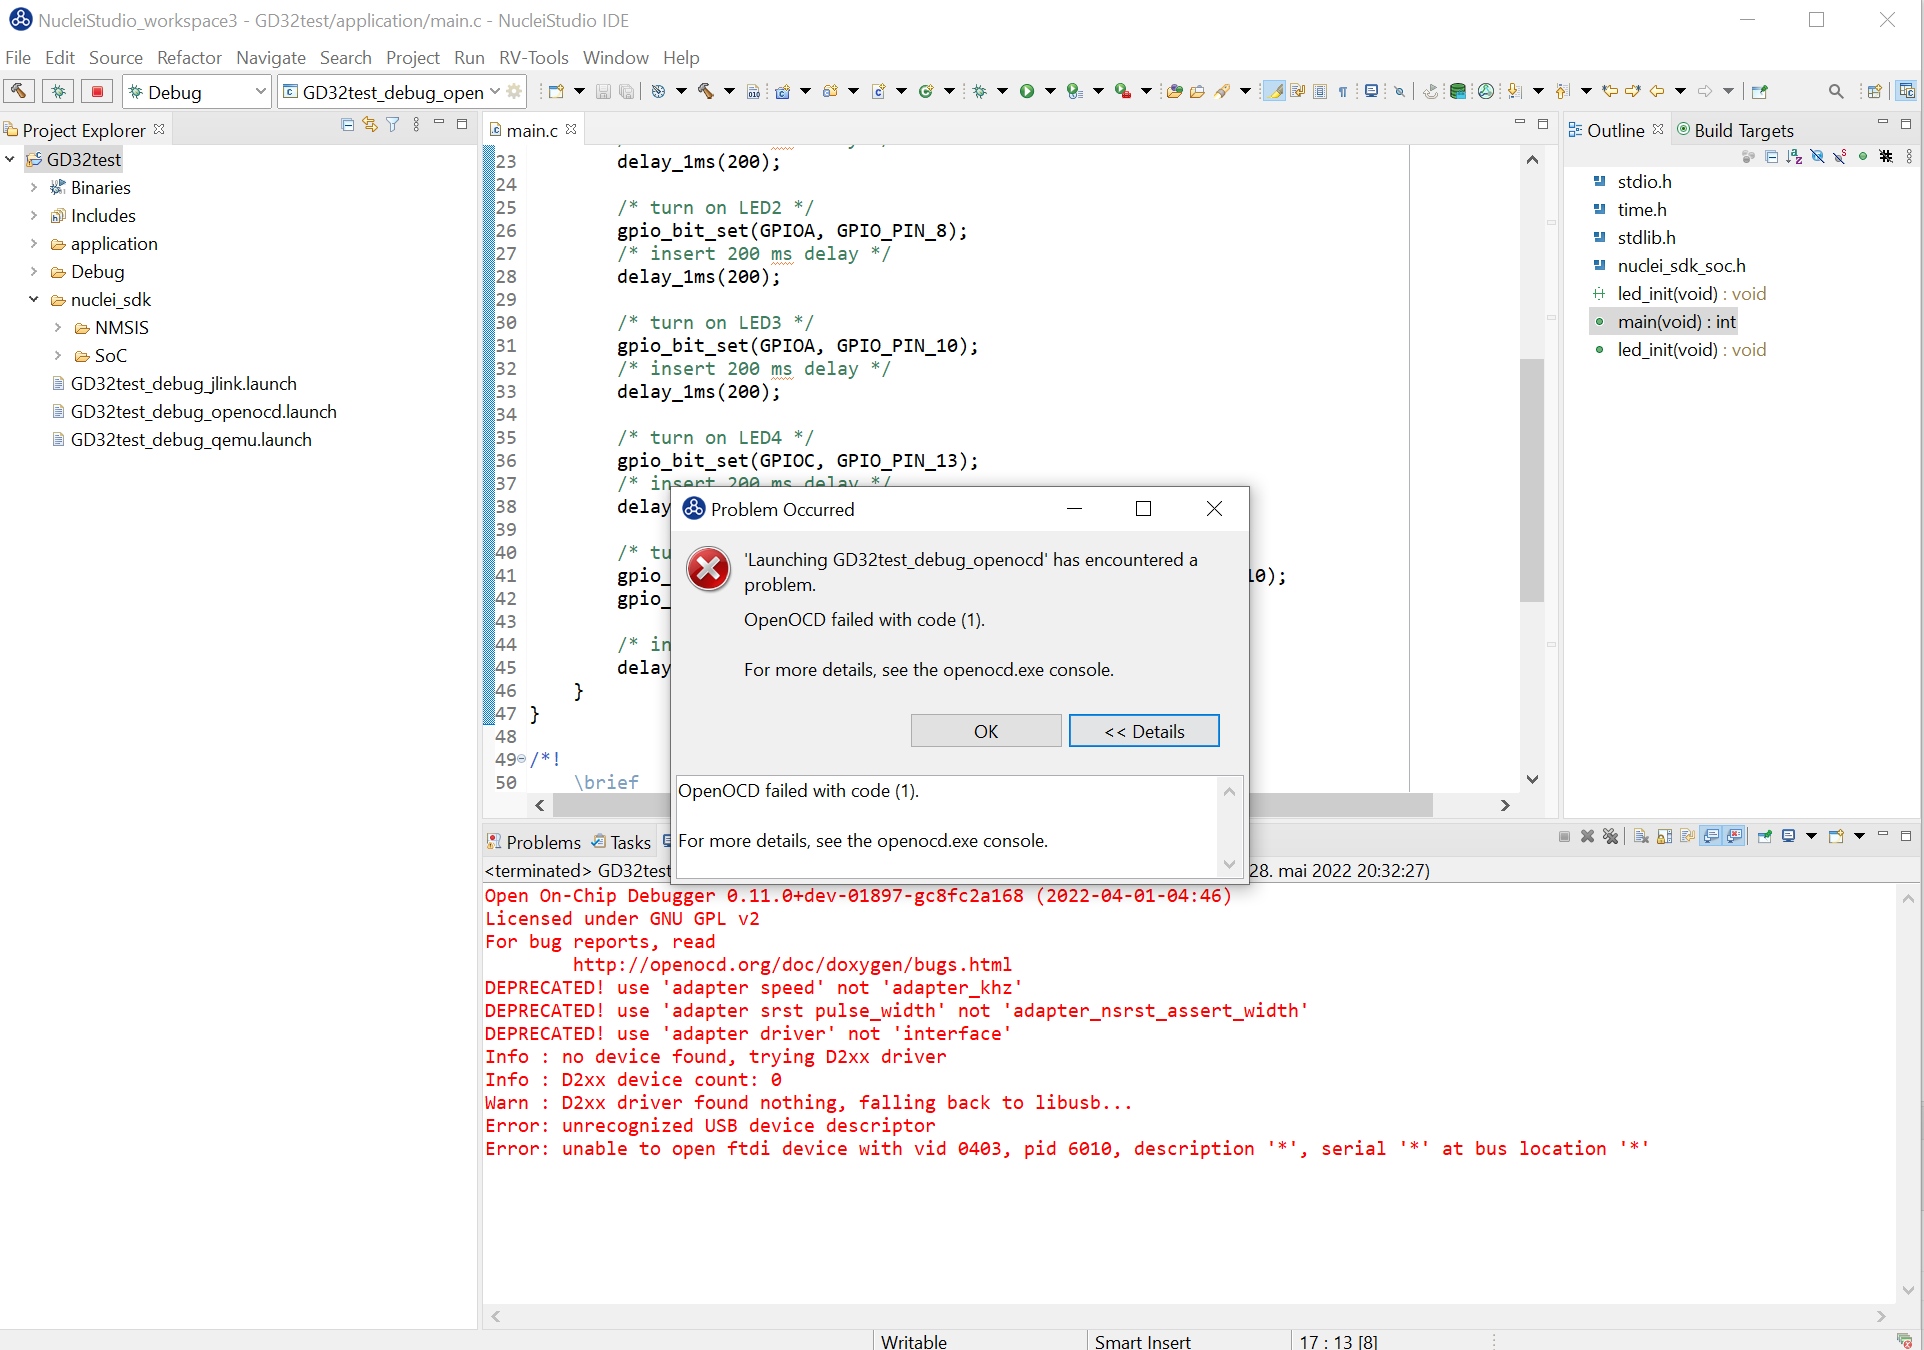 NucleiStudio_workspace3 - GD32test/application/main.c - NucleiStudio IDE
File Edit Source Refactor Navigate Search Project Run RV-Tools Window Help
Debug GD32test_debug_open
Project Explorer
GD32test
Binaries
Includes
application
Debug
nuclei_sdk
NMSIS
SoC
GD32test_debug_jlink.launch
GD32test_debug_openocd.launch
GD32test_debug_qemu.launch
main.c
23 delay_1ms(200);
24
25 /* turn on LED2 */
26 gpio_bit_set(GPIOA, GPIO_PIN_8);
27 /* insert 200 ms delay */
28 delay_1ms(200);
29
30 /* turn on LED3 */
31 gpio_bit_set(GPIOA, GPIO_PIN_10);
32 /* insert 200 ms delay */
33 delay_1ms(200);
34
35 /* turn on LED4 */
36 gpio_bit_set(GPIOC, GPIO_PIN_13);
37 /* insert 200 ms delay */
38 delay
39
40 /* tu
41 gpio_ 10);
42 gpio_
43
44 /* in
45 delay
46 }
47 }
48
49 /*!
50 \brief
Problem Occurred
'Launching GD32test_debug_openocd' has encountered a
problem.
OpenOCD failed with code (1).
For more details, see the openocd.exe console.
OK << Details
OpenOCD failed with code (1).
For more details, see the openocd.exe console.
Outline Build Targets
stdio.h
time.h
stdlib.h
nuclei_sdk_soc.h
led_init(void) : void
main(void) : int
led_init(void) : void
Problems Tasks
<terminated> GD32test 28. mai 2022 20:32:27)
Open On-Chip Debugger 0.11.0+dev-01897-gc8fc2a168 (2022-04-01-04:46)
Licensed under GNU GPL v2
For bug reports, read
http://openocd.org/doc/doxygen/bugs.html
DEPRECATED! use 'adapter speed' not 'adapter_khz'
DEPRECATED! use 'adapter srst pulse_width' not 'adapter_nsrst_assert_width'
DEPRECATED! use 'adapter driver' not 'interface'
Info : no device found, trying D2xx driver
Info : D2xx device count: 0
Warn : D2xx driver found nothing, falling back to libusb...
Error: unrecognized USB device descriptor
Error: unable to open ftdi device with vid 0403, pid 6010, description '*', serial '*' at bus location '*'
Writable Smart Insert 17 : 13 [8]